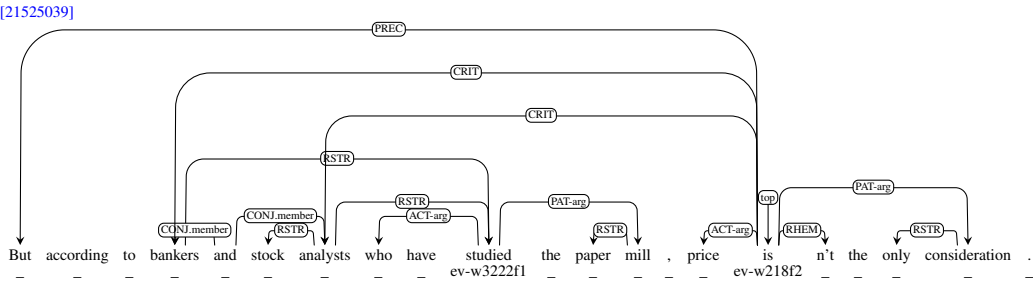 [21525039]
PREC
CRIT
CRIT
RSTR
RSTR PAT-arg
PAT-arg
top
CONJ.member ACT-arg
CONJ.member RSTR RSTR ACT-arg RHEM RSTR
But according to bankers and stock analysts who have studied the paper mill , price is n't the only consideration .
_ _ _ _ _ _ _ _ _ ev-w3222f1 _ _ _ _ _ ev-w218f2 _ _ _ _ _